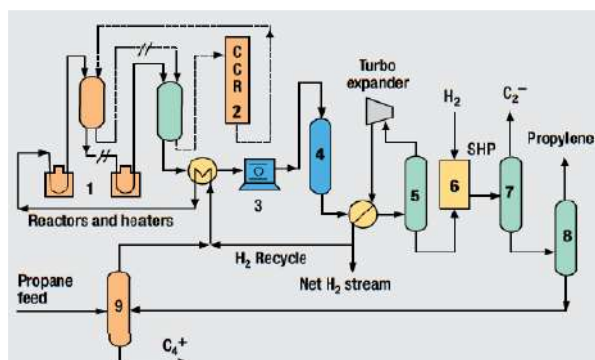 C
C
R
2
Turbo
expander
H2
C2−
Propylene
SHP
4
5
6
7
8
1
3
Reactors and heaters
H2 Recycle
Net H2 stream
Propane
feed
9
C4+